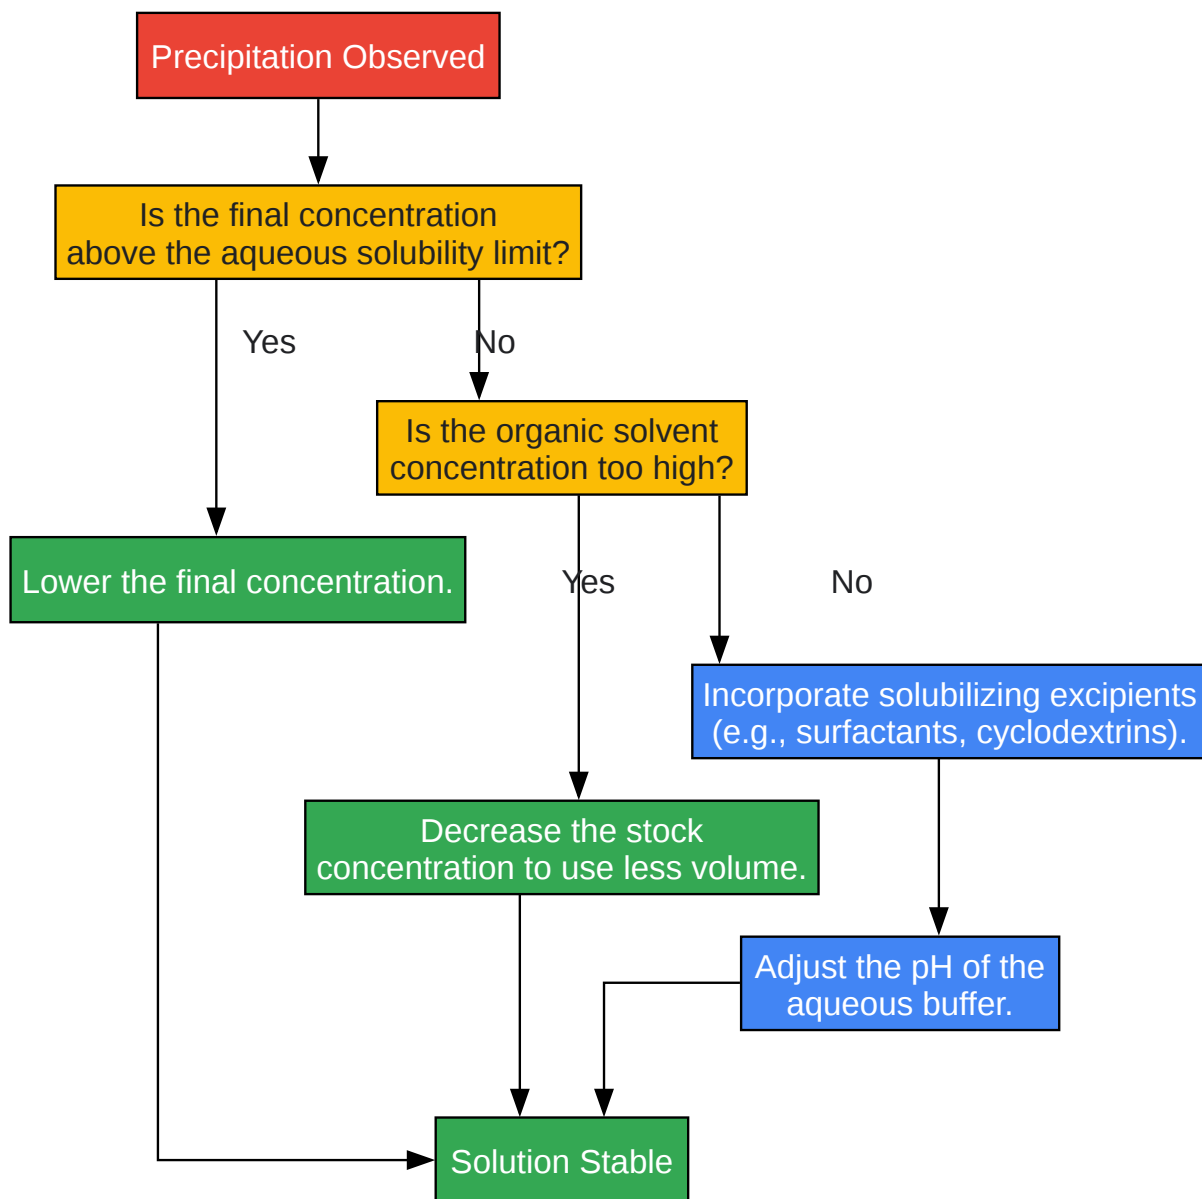 Precipitation Observed
Is the final concentration
above the aqueous solubility limit?
Yes
No
Is the organic solvent
concentration too high?
Lower the final concentration.
Yes
No
Incorporate solubilizing excipients
(e.g., surfactants, cyclodextrins).
Decrease the stock
concentration to use less volume.
Adjust the pH of the
aqueous buffer.
Solution Stable